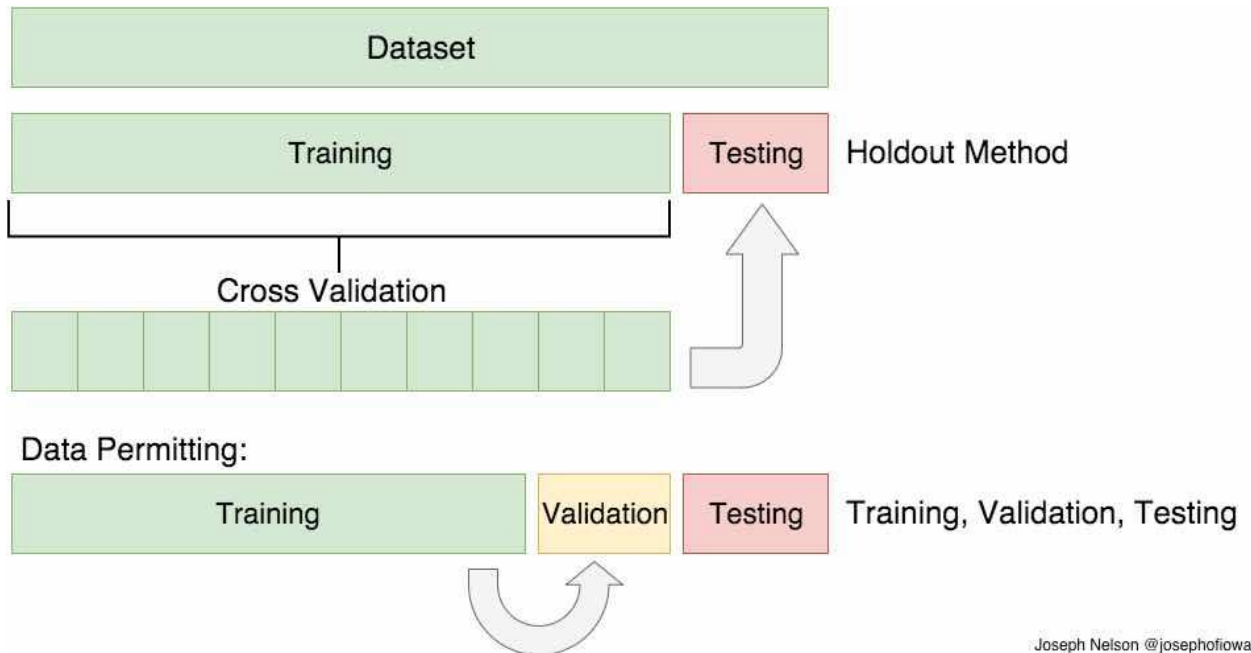 Dataset
Training
Testing
Holdout Method
Cross Validation
Data Permitting:
Training
Validation
Testing
Training, Validation, Testing
Joseph Nelson @josephofiowa